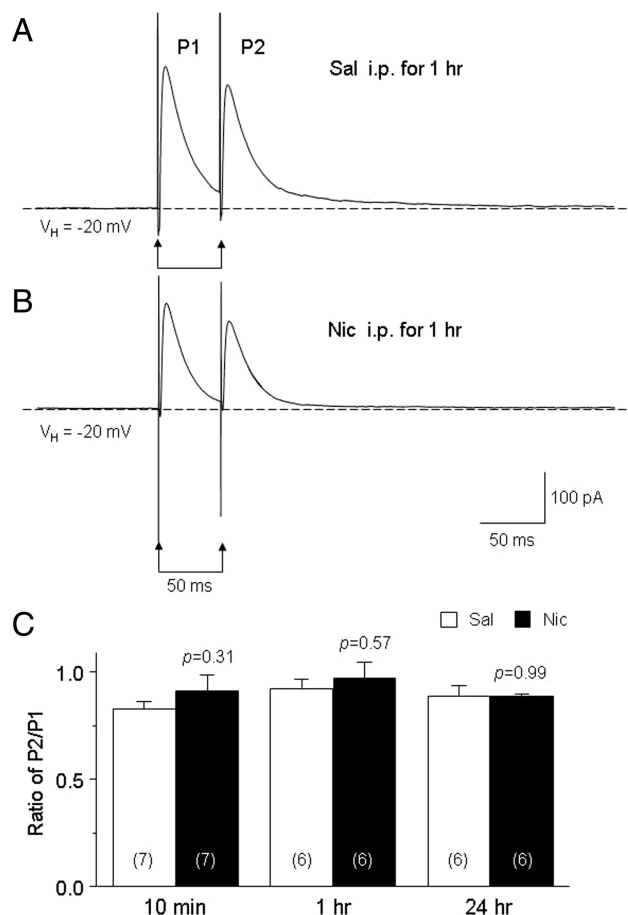 A
P1 P2
Sal i.p. for 1 hr
V_H = -20 mV
B
Nic i.p. for 1 hr
V_H = -20 mV
100 pA
50 ms
50 ms
C
Sal Nic
p=0.31
p=0.57
p=0.99
1.0
0.5
0.0
Ratio of P2/P1
(7) (7) (6) (6) (6) (6)
10 min 1 hr 24 hr